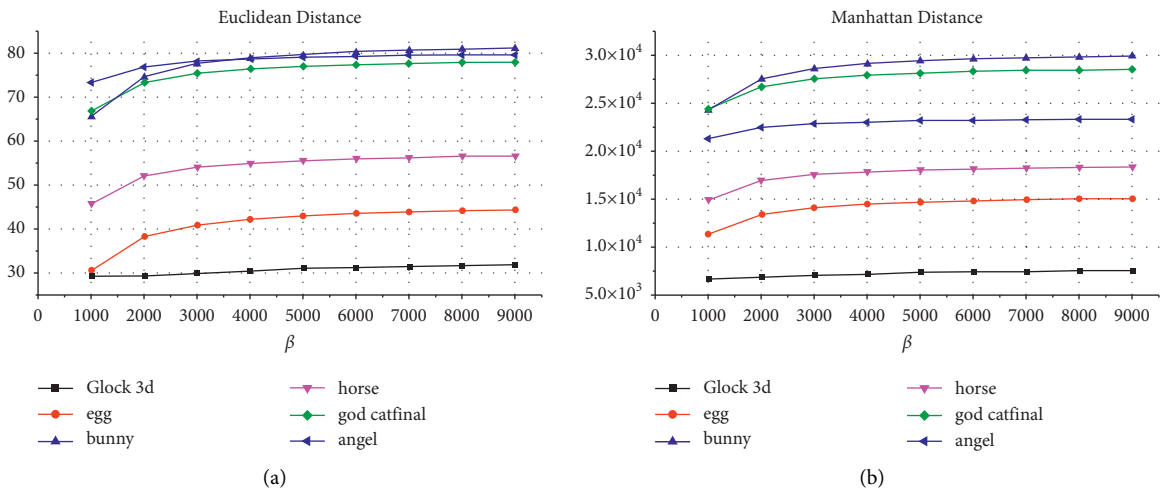 Euclidean Distance
80
70
60
50
40
30
0 1000 2000 3000 4000 5000 6000 7000 8000 9000
β
Glock 3d
egg
bunny
horse
god catfinal
angel
(a)
Manhattan Distance
3.0×10⁴
2.5×10⁴
2.0×10⁴
1.5×10⁴
1.0×10⁴
5.0×10³
0 1000 2000 3000 4000 5000 6000 7000 8000 9000
β
Glock 3d
egg
bunny
horse
god catfinal
angel
(b)